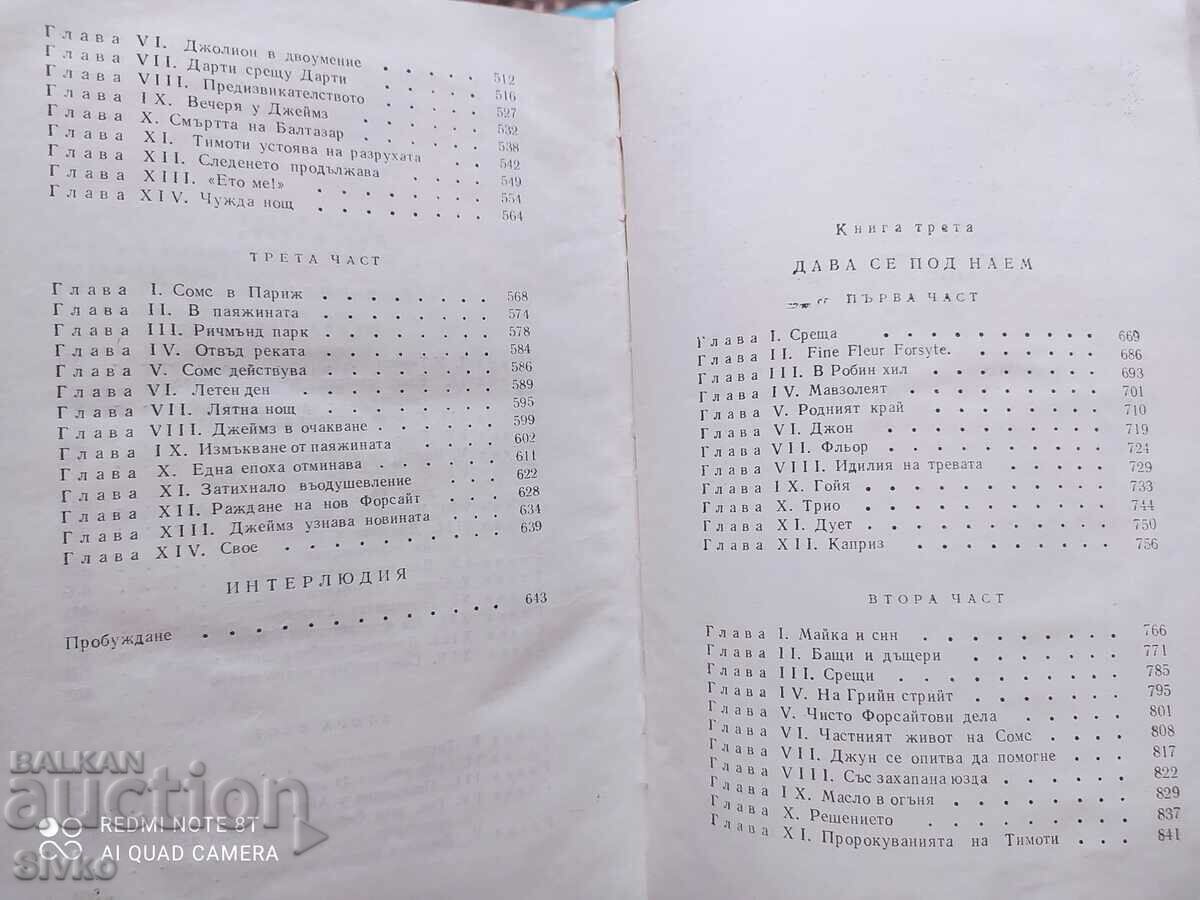 Глава VI. Джолион в двоумение . . . . . 512
Глава VII. Дарти срещу Дарти . . . . . 516
Глава VIII. Предизвикателството . . . . . 527
Глава IX. Вечеря у Джеймз . . . . . 532
Глава X. Смъртта на Балтазар . . . . . 538
Глава XI. Тимоти устоява на разрухата . . 542
Глава XII. Следенето продължава . . . . 549
Глава XIII. «Ето ме!» . . . . . . . 554
Глава XIV. Чужда нощ . . . . . . . 564
ТРЕТА ЧАСТ
Глава I. Сомс в Париж . . . . . . . 568
Глава II. В паяжината . . . . . . . 574
Глава III. Ричмънд парк . . . . . . 578
Глава IV. Отвъд реката . . . . . . 584
Глава V. Сомс действува . . . . . . 586
Глава VI. Летен ден . . . . . . . 589
Глава VII. Лятна нощ . . . . . . . 595
Глава VIII. Джеймз в очакване . . . . 599
Глава IX. Измъкване от паяжината . . . 602
Глава X. Една епоха отминава . . . . 611
Глава XI. Затихнало въодушевление . . . 622
Глава XII. Раждане на нов Форсайт . . . 628
Глава XIII. Джеймз узнава новината . . . 634
Глава XIV. Свое . . . . . . . . 639
ИНТЕРЛЮДИЯ
Пробуждане . . . . . . . . . . . 643
Книга трета
ДАВА СЕ ПОД НАЕМ
ПЪРВА ЧАСТ
Глава I. Среща . . . . . . . . . 669
Глава II. Fine Fleur Forsyte. . . . . . 686
Глава III. В Робин хил . . . . . . . 693
Глава IV. Мавзолеят . . . . . . . 701
Глава V. Родният край . . . . . . . 710
Глава VI. Джон . . . . . . . . . 719
Глава VII. Фльор . . . . . . . . 724
Глава VIII. Идилия на тревата . . . . 729
Глава IX. Гойя . . . . . . . . . 733
Глава X. Трио . . . . . . . . . 744
Глава XI. Дует . . . . . . . . . 750
Глава XII. Каприз . . . . . . . . 756
ВТОРА ЧАСТ
Глава I. Майка и син . . . . . . . 766
Глава II. Бащи и дъщери . . . . . . 771
Глава III. Срещи . . . . . . . . 785
Глава IV. На Грийн стрийт . . . . . 795
Глава V. Чисто Форсайтови дела . . . . 801
Глава VI. Частният живот на Сомс . . . 808
Глава VII. Джун се опитва да помогне . . 817
Глава VIII. Със захапана юзда . . . . 822
Глава IX. Масло в огъня . . . . . . 829
Глава X. Решението . . . . . . . 837
Глава XI. Пророкуванията на Тимоти . . . 841
BALKAN
auction
REDMI NOTE 8T
AI QUAD CAMERA
sivko